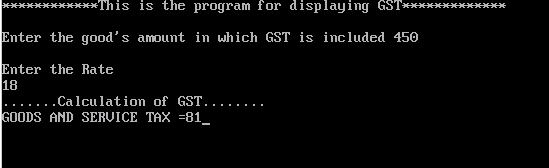 ************This is the program for displaying GST*************
Enter the good's amount in which GST is included 450
Enter the Rate
18
.......Calculation of GST........
GOODS AND SERVICE TAX =81_